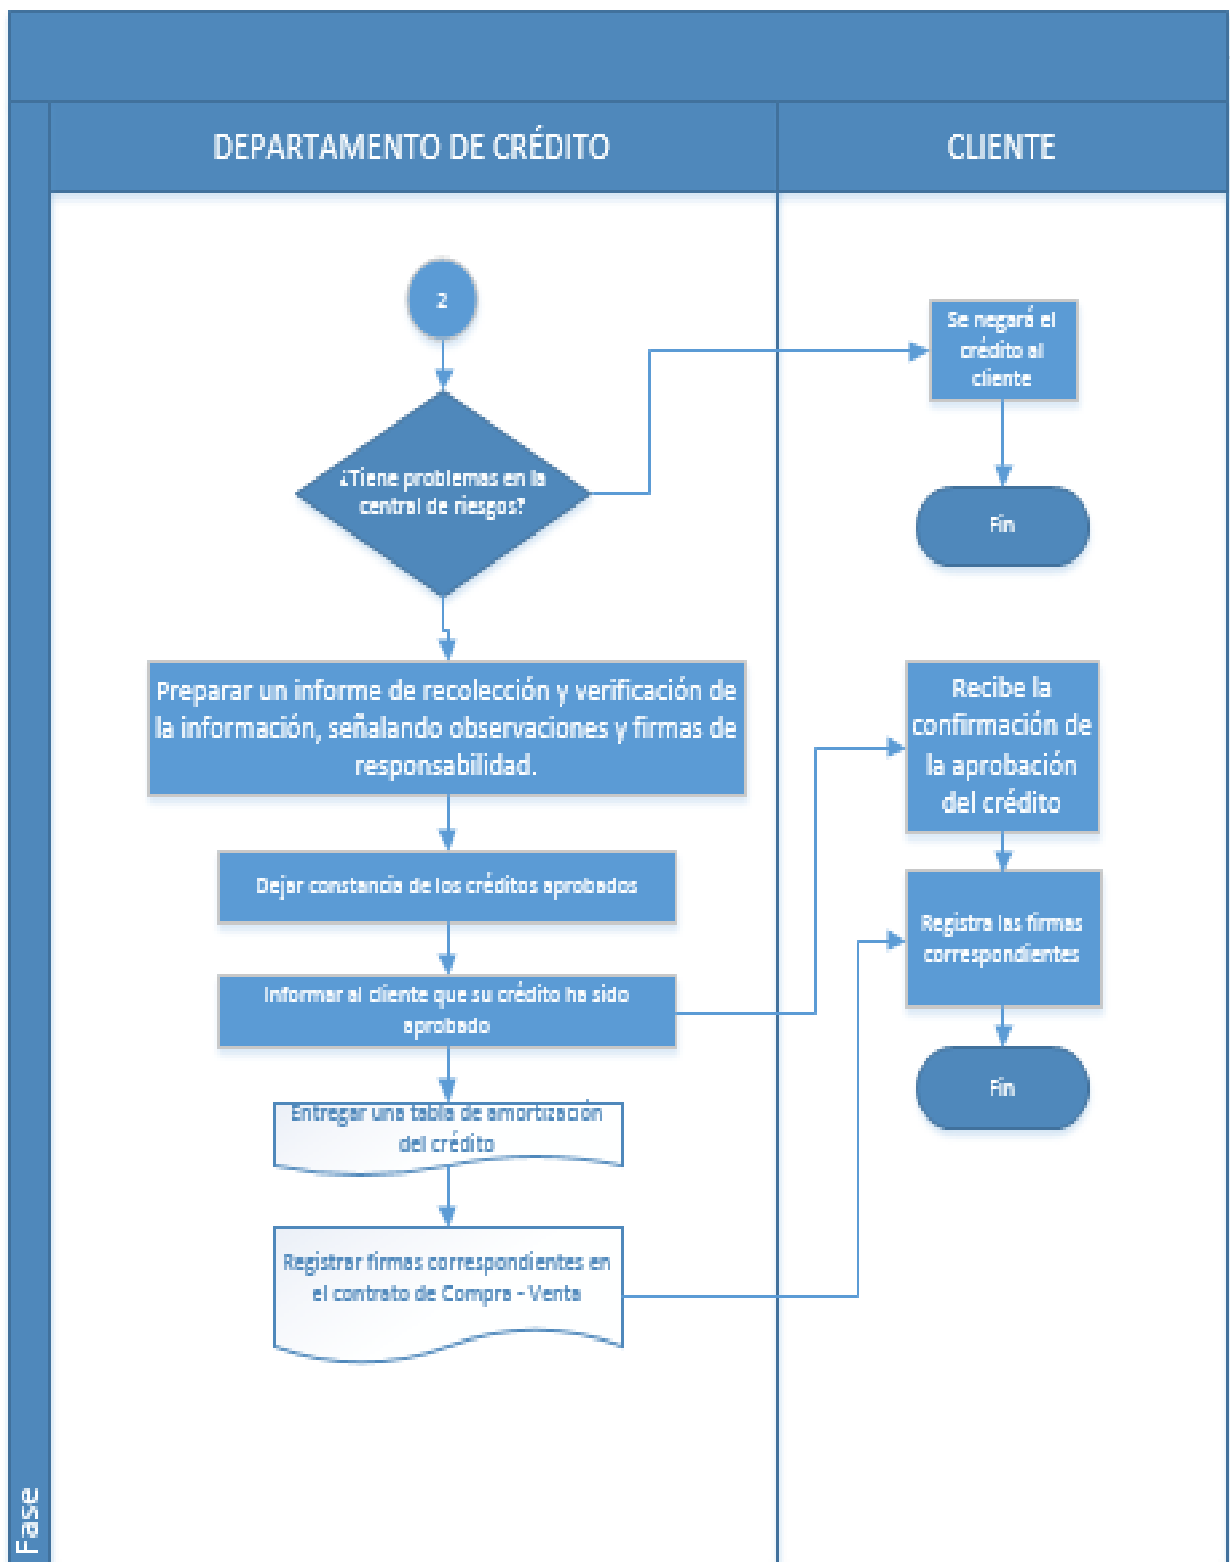 DEPARTAMENTO DE CRÉDITO
CLIENTE
2
¿Tiene problemas en la
central de riesgos?
Se negará el
crédito al
cliente
Fin
Preparar un informe de recolección y verificación de
la información, señalando observaciones y firmas de
responsabilidad.
Dejar constancia de los créditos aprobados
Informar al cliente que su crédito ha sido
aprobado
Entregar una tabla de amortización
del crédito
Registrar firmas correspondientes en
el contrato de Compra - Venta
Recibe la
confirmación de
la aprobación
del crédito
Registra las firmas
correspondientes
Fin
Fase